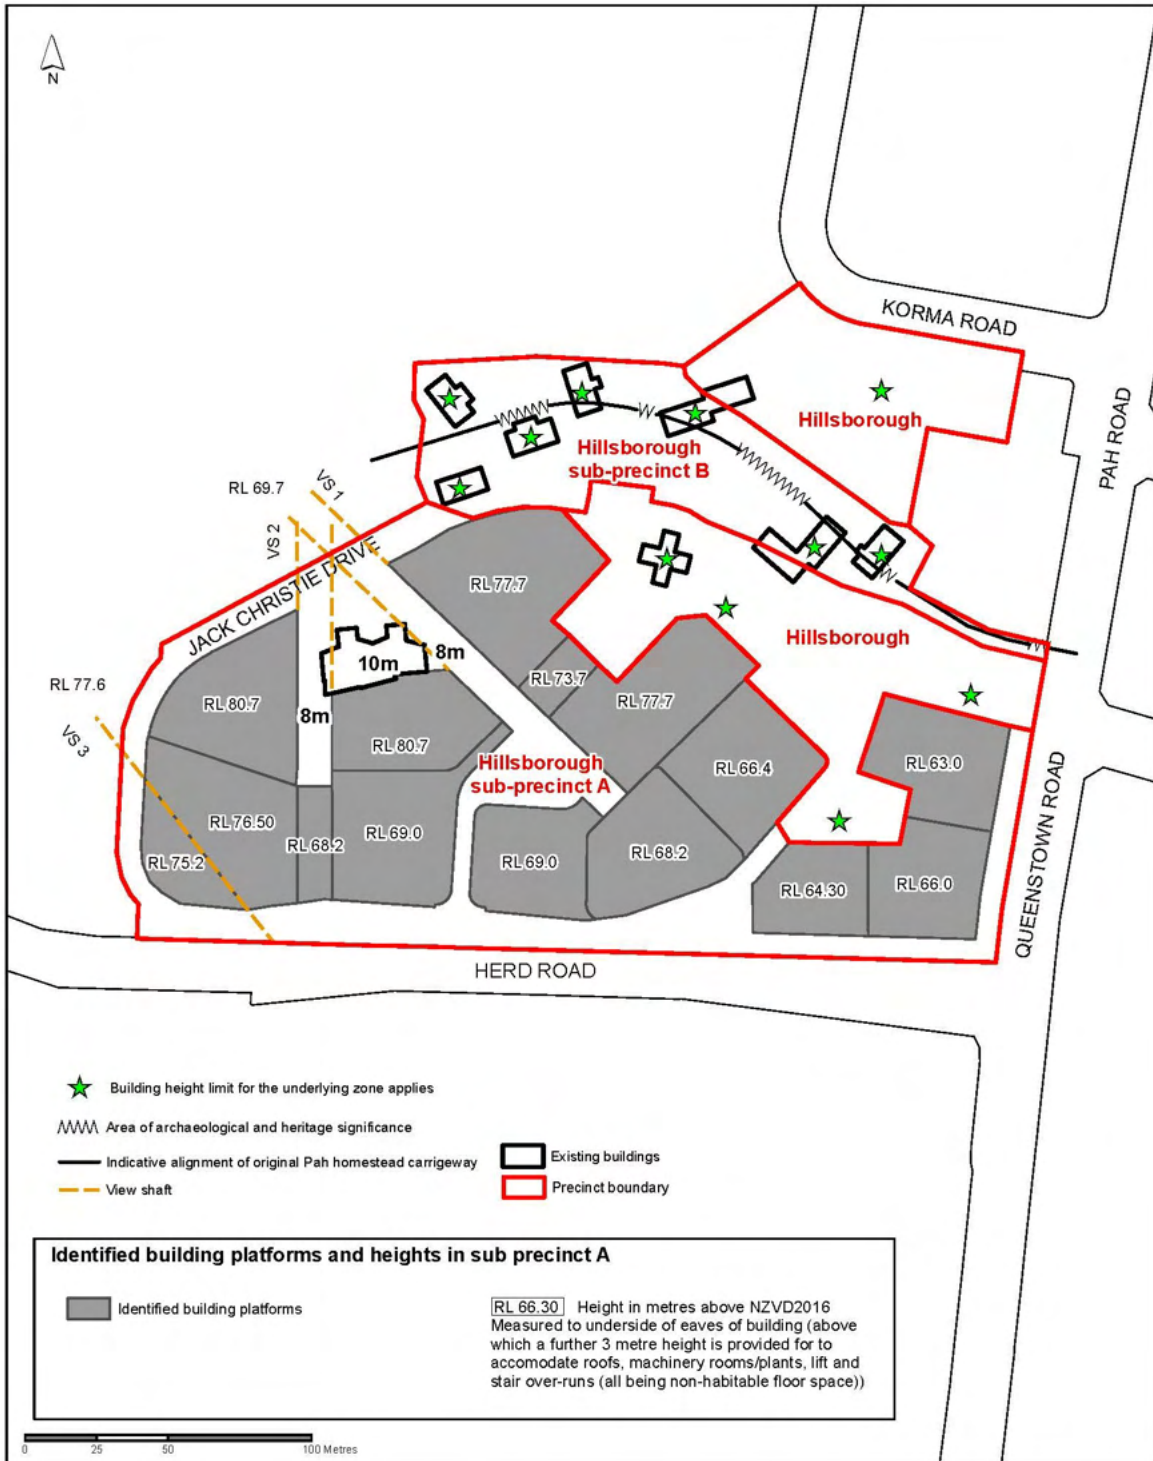 N
KORMA ROAD
PAH ROAD
Hillsborough
Hillsborough
sub-precinct B
VS 1
RL 69.7
VS 2
JACK CHRISTIE DRIVE
RL 77.7
Hillsborough
8m
10m
RL 73.7
RL 77.6
RL 80.7
RL 77.7
8m
VS 3
RL 80.7
Hillsborough
sub-precinct A
RL 66.4
RL 63.0
QUEENSTOWN ROAD
RL 76.50
RL 68.2
RL 69.0
RL 75.2
RL 69.0
RL 68.2
RL 64.30
RL 66.0
HERD ROAD
Building height limit for the underlying zone applies
Area of archaeological and heritage significance
Indicative alignment of original Pah homestead carrigeway
View shaft
Existing buildings
Precinct boundary
Identified building platforms and heights in sub precinct A
Identified building platforms
RL 66.30 Height in metres above NZVD2016
Measured to underside of eaves of building (above
which a further 3 metre height is provided for to
accomodate roofs, machinery rooms/plants, lift and
stair over-runs (all being non-habitable floor space))
0 25 50 100 Metres